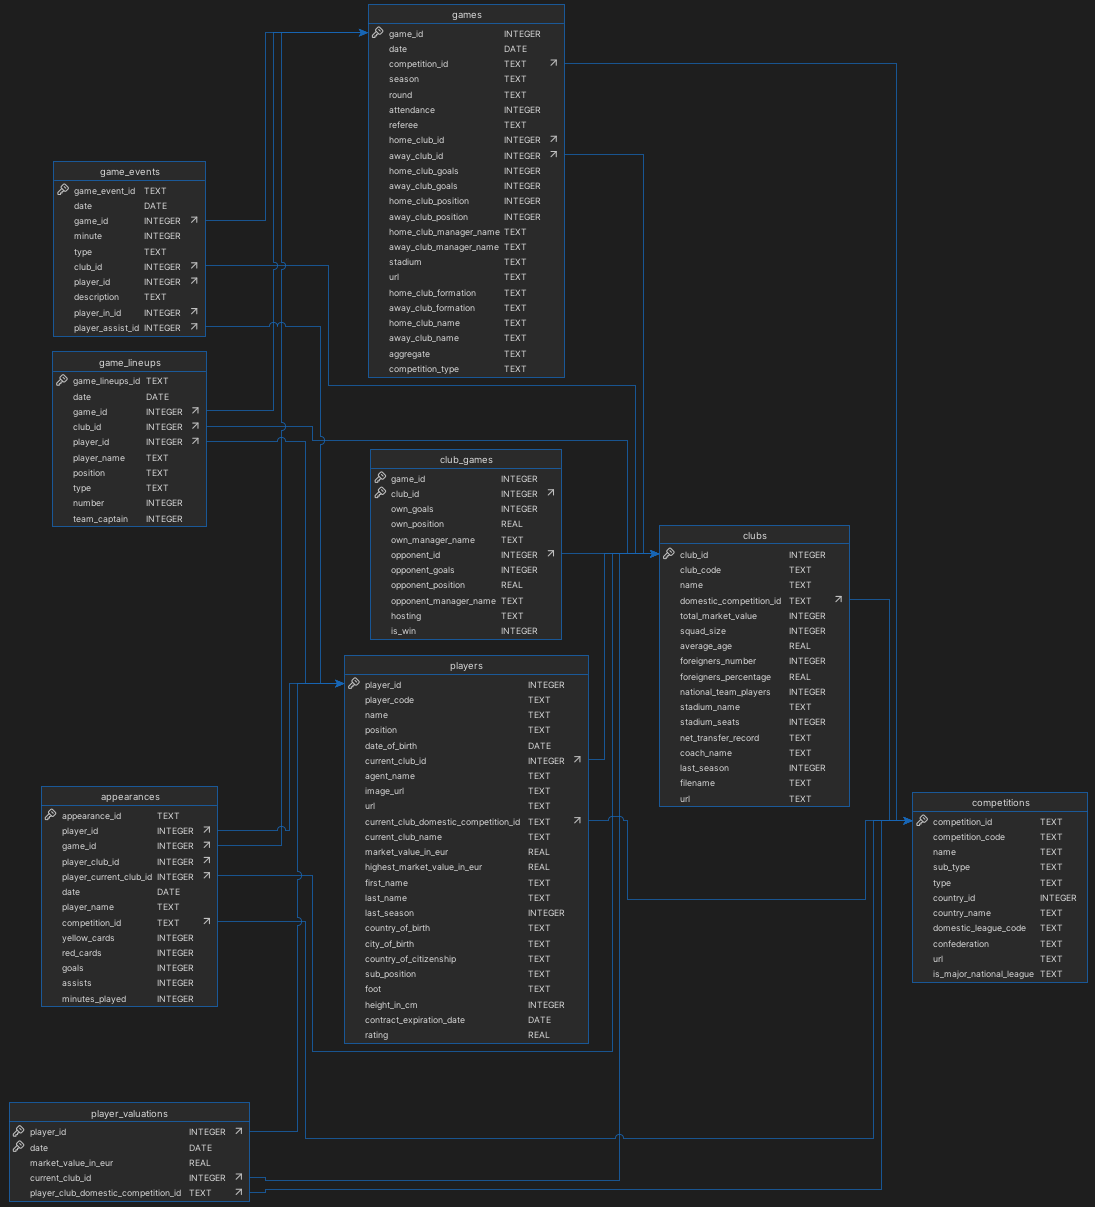 games
game_id INTEGER
date DATE
competition_id TEXT
season TEXT
round TEXT
attendance INTEGER
referee TEXT
home_club_id INTEGER
away_club_id INTEGER
home_club_goals INTEGER
away_club_goals INTEGER
home_club_position INTEGER
away_club_position INTEGER
home_club_manager_name TEXT
away_club_manager_name TEXT
stadium TEXT
url TEXT
home_club_formation TEXT
away_club_formation TEXT
home_club_name TEXT
away_club_name TEXT
aggregate TEXT
competition_type TEXT
game_events
game_event_id TEXT
date DATE
game_id INTEGER
minute INTEGER
type TEXT
club_id INTEGER
player_id INTEGER
description TEXT
player_in_id INTEGER
player_assist_id INTEGER
game_lineups
game_lineups_id TEXT
date DATE
game_id INTEGER
club_id INTEGER
player_id INTEGER
player_name TEXT
position TEXT
type TEXT
number INTEGER
team_captain INTEGER
club_games
game_id INTEGER
club_id INTEGER
own_goals INTEGER
own_position REAL
own_manager_name TEXT
opponent_id INTEGER
opponent_goals INTEGER
opponent_position REAL
opponent_manager_name TEXT
hosting TEXT
is_win INTEGER
clubs
club_id INTEGER
club_code TEXT
name TEXT
domestic_competition_id TEXT
total_market_value INTEGER
squad_size INTEGER
average_age REAL
foreigners_number INTEGER
foreigners_percentage REAL
national_team_players INTEGER
stadium_name TEXT
stadium_seats INTEGER
net_transfer_record TEXT
coach_name TEXT
last_season INTEGER
filename TEXT
url TEXT
players
player_id INTEGER
player_code TEXT
name TEXT
position TEXT
date_of_birth DATE
current_club_id INTEGER
agent_name TEXT
image_url TEXT
url TEXT
current_club_domestic_competition_id TEXT
current_club_name TEXT
market_value_in_eur REAL
highest_market_value_in_eur REAL
first_name TEXT
last_name TEXT
last_season INTEGER
country_of_birth TEXT
city_of_birth TEXT
country_of_citizenship TEXT
sub_position TEXT
foot TEXT
height_in_cm INTEGER
contract_expiration_date DATE
rating REAL
appearances
appearance_id TEXT
player_id INTEGER
game_id INTEGER
player_club_id INTEGER
player_current_club_id INTEGER
date DATE
player_name TEXT
competition_id TEXT
yellow_cards INTEGER
red_cards INTEGER
goals INTEGER
assists INTEGER
minutes_played INTEGER
competitions
competition_id TEXT
competition_code TEXT
name TEXT
sub_type TEXT
type TEXT
country_id INTEGER
country_name TEXT
domestic_league_code TEXT
confederation TEXT
url TEXT
is_major_national_league TEXT
player_valuations
player_id INTEGER
date DATE
market_value_in_eur REAL
current_club_id INTEGER
player_club_domestic_competition_id TEXT